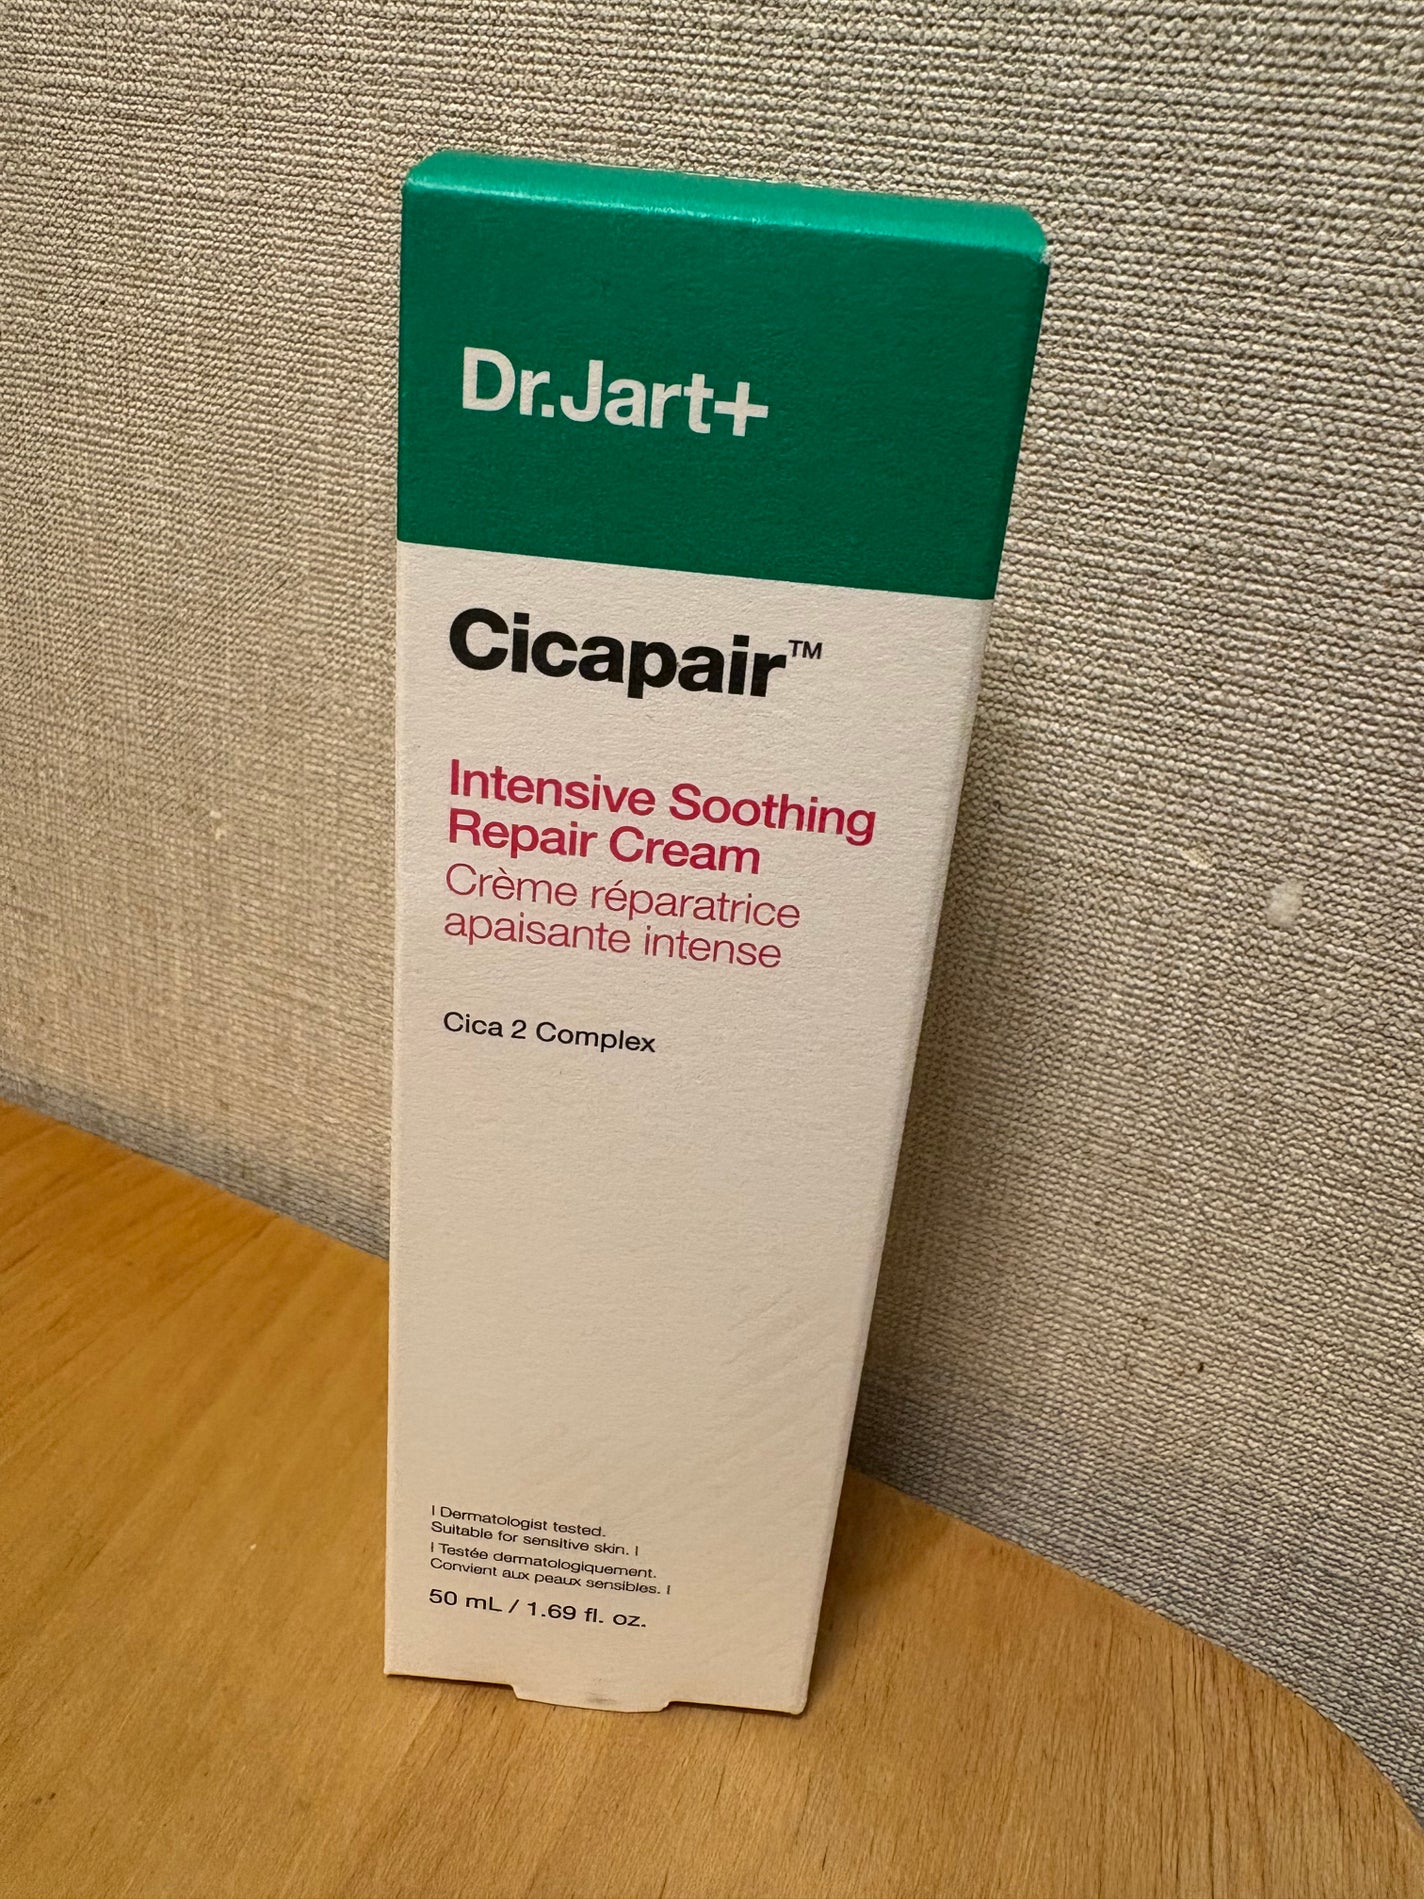 Dr.Jart+
Cicapair™
Intensive Soothing
Repair Cream
Crème réparatrice
apaisante intense
Cica 2 Complex
| Dermatologist tested.
Suitable for sensitive skin. |
| Testée dermatologiquement.
Convient aux peaux sensibles. |
50 mL / 1.69 fl. oz.